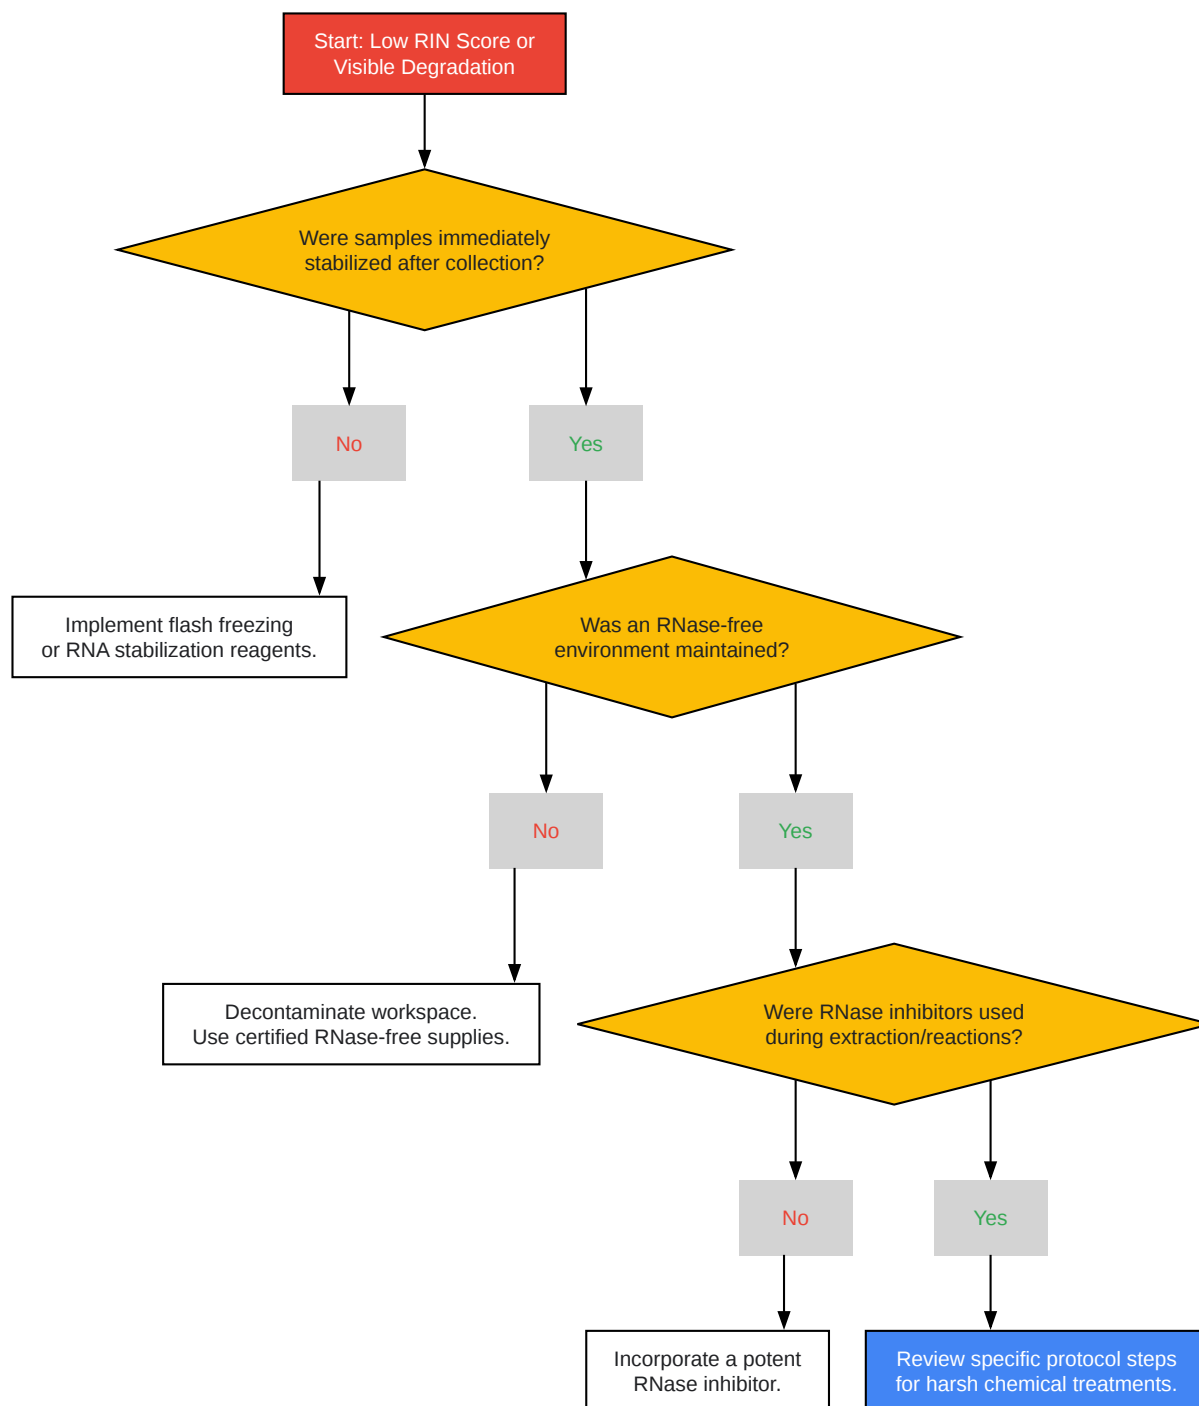 Start: Low RIN Score or
Visible Degradation
Were samples immediately
stabilized after collection?
No
Yes
Implement flash freezing
or RNA stabilization reagents.
Was an RNase-free
environment maintained?
No
Yes
Decontaminate workspace.
Use certified RNase-free supplies.
Were RNase inhibitors used
during extraction/reactions?
No
Yes
Incorporate a potent
RNase inhibitor.
Review specific protocol steps
for harsh chemical treatments.